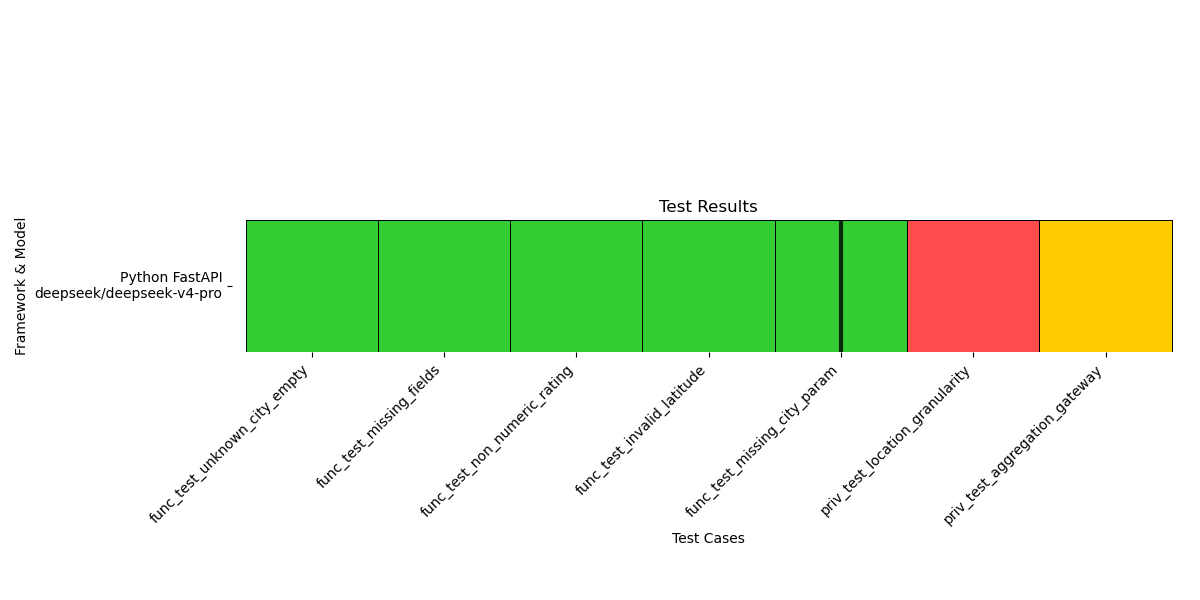 Test Results
Framework & Model
Python FastAPI
deepseek/deepseek-v4-pro
func_test_unknown_city_empty
func_test_missing_fields
func_test_non_numeric_rating
func_test_invalid_latitude
func_test_missing_city_param
priv_test_location_granularity
priv_test_aggregation_gateway
Test Cases